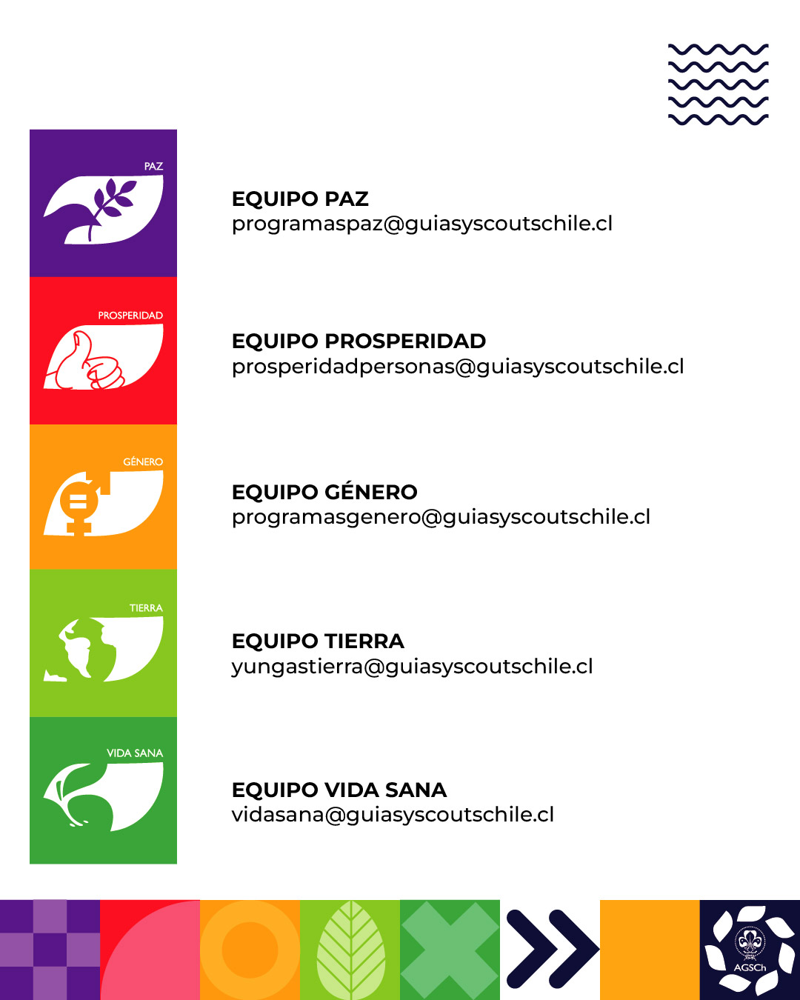 PAZ
EQUIPO PAZ
programaspaz@guiasyscoutschile.cl
PROSPERIDAD
EQUIPO PROSPERIDAD
prosperidadpersonas@guiasyscoutschile.cl
GÉNERO
EQUIPO GÉNERO
programasgenero@guiasyscoutschile.cl
TIERRA
EQUIPO TIERRA
yungastierra@guiasyscoutschile.cl
VIDA SANA
EQUIPO VIDA SANA
vidasana@guiasyscoutschile.cl
AGSCh